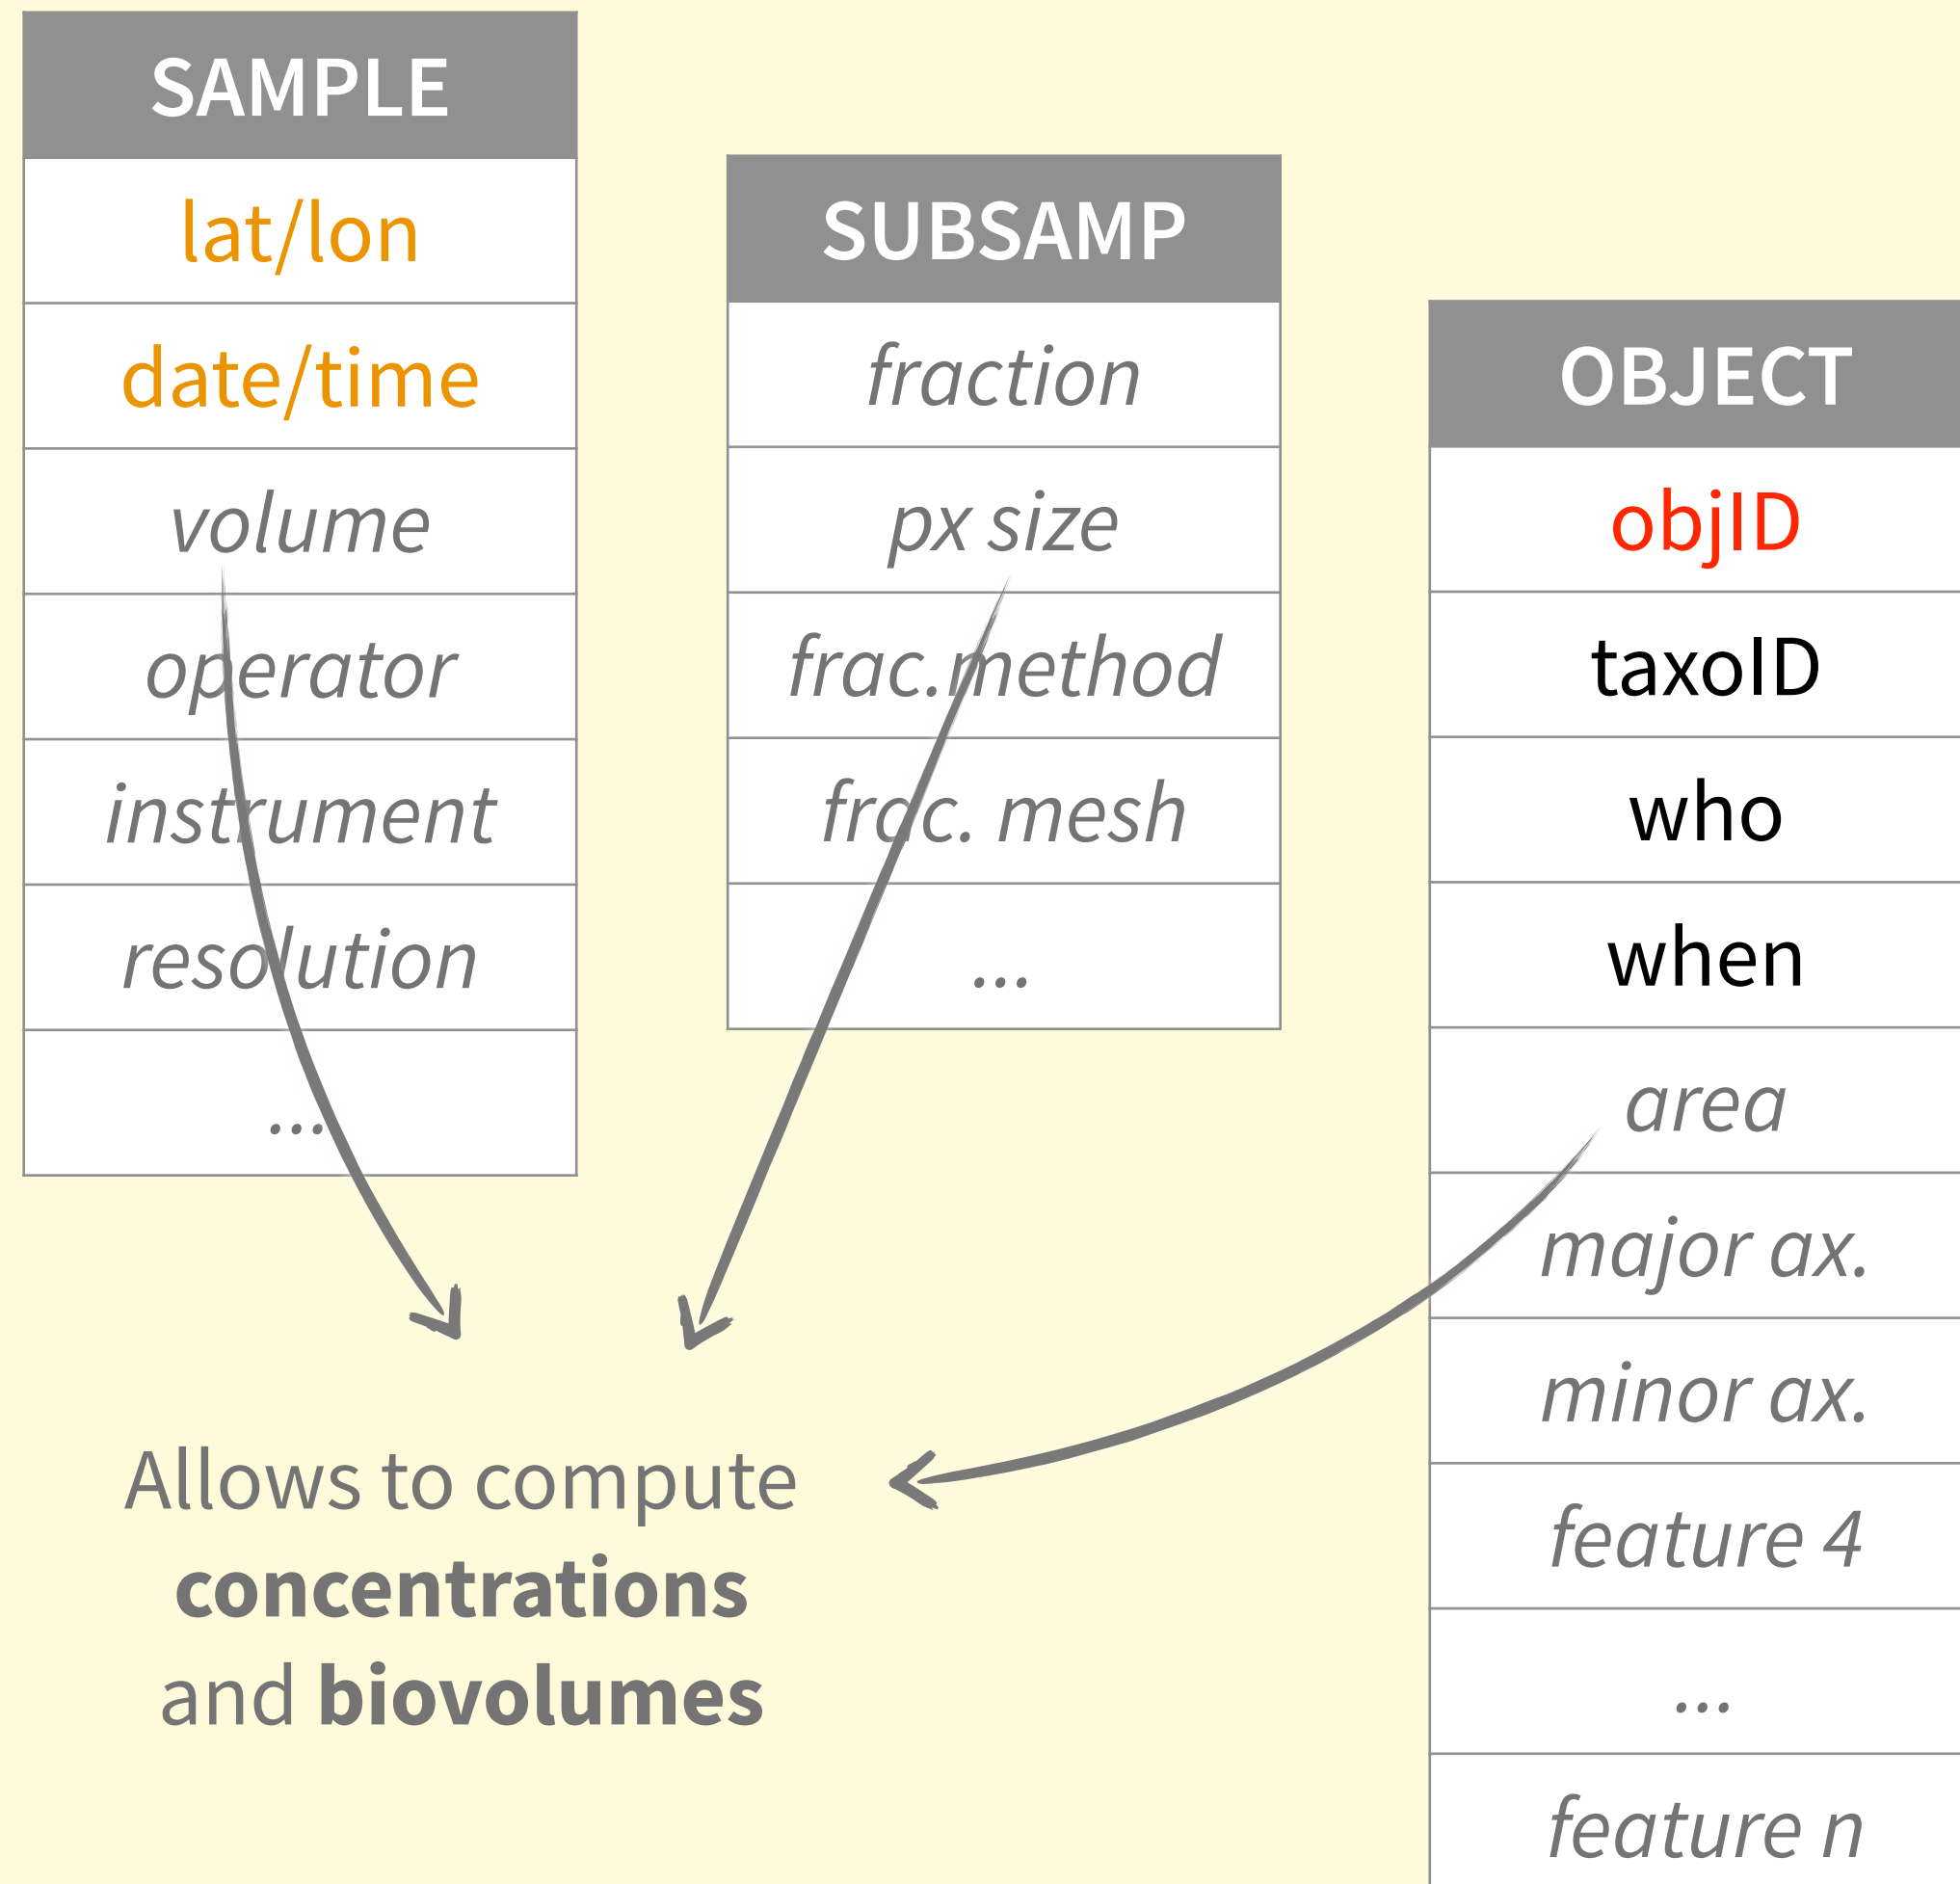 SAMPLE
lat/lon
date/time
volume
operator
instrument
resolution
...
SUBSAMP
fraction
px size
frac. method
frac. mesh
...
OBJECT
objID
taxoID
who
when
area
major ax.
minor ax.
feature 4
...
feature n
Allows to compute
concentrations
and biovolumes